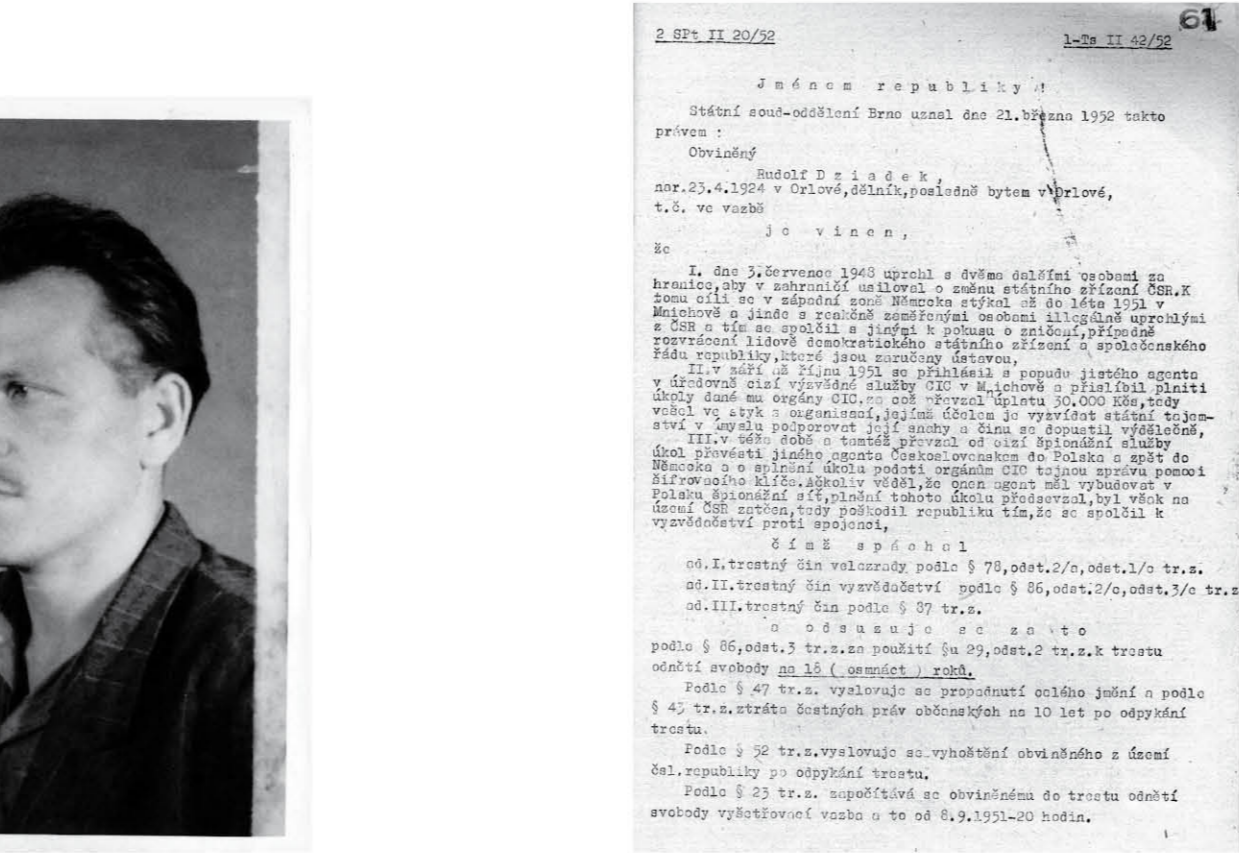 61
2 SPt II 20/52
1-Ts II 42/52
J m é n e m r e p u b l i k y !
Státní soud-oddělení Brno uznal dne 21.března 1952 takto
právem :
Obviněný
Rudolf D z i a d e k ,
nar.23.4.1924 v Orlové,dělník,posledně bytem v Orlové,
t.č. ve vazbě
j e v i n e n ,
že
I. dne 3.července 1948 uprchl s dvěma dalšími osobami za
hranice,aby v zahraničí usiloval o změnu státního zřízení ČSR.K
tomu cíli se v západní zoně Německa stýkal až do léta 1951 v
Mnichově a jinde s reakčně zaměřenými osobami illegálně uprchlými
z ČSR a tím se spolčil s jinými k pokusu o zničení,případně
rozvrácení lidově demokratického státního zřízení a společenského
řádu republiky,které jsou zaručeny ústavou,
II.v září až říjnu 1951 se přihlásil s popudu jistého agenta
v úředovně cizí výzvědné služby CIC v Mnichově a přislíbil plniti
úkoly dané mu orgány CIC.za což převzal úplatu 30.000 Kčs,tedy
vešel ve styk s organisací,jejímž účelem je vyzvídat státní tajem-
ství v úmyslu podporovat její snahy a činu se dopustil výdělečně,
III.v téže době a tamtéž převzal od cizí špionážní služby
úkol převésti jiného agenta Československem do Polska a zpět do
Německa a o splnění úkolu podati orgánům CIC tajnou zprávu pomocí
šifrovacího klíče.Ačkoliv věděl,že onen agent měl vybudovat v
Polsku špionážní síť,plnění tohoto úkolu předsevzal,byl však na
území ČSR zatčen,tedy poškodil republiku tím,že se spolčil k
vyzvědačství proti spojenci,
č í m ž s p á c h a l
ad.I.trestný čin velezrady podle § 78,odst.2/a,odst.1/c tr.z.
ad.II.trestný čin vyzvědačství podle § 86,odst.2/c,odst.3/c tr.z
ad.III.trestný čin podle § 87 tr.z.
a o d s u z u j e s e z a t o
podle § 86,odst.3 tr.z.za použití §u 29,odst.2 tr.z.k trestu
odnětí svobody na 18 ( osmnáct ) roků.
Podle § 47 tr.z. vyslovuje se propadnutí celého jmění a podle
§ 43 tr.z.ztráta čestných práv občanských na 10 let po odpykání
trestu.
Podle § 52 tr.z.vyslovuje se vyhoštění obviněného z území
čsl.republiky po odpykání trestu.
Podle § 23 tr.z. započítává se obviněnému do trestu odnětí
svobody vyšetřovací vazba a to od 8.9.1951-20 hodin.